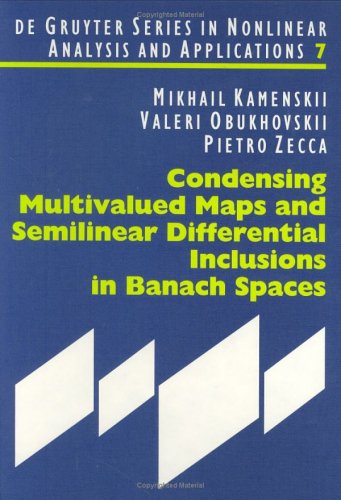 DE GRUYTER SERIES IN NONLINEAR
ANALYSIS AND APPLICATIONS 7
MIKHAIL KAMENSKII
VALERI OBUKHOVSKII
PIETRO ZECCA
Condensing
Multivalued Maps and
Semilinear Differential
Inclusions
in Banach Spaces